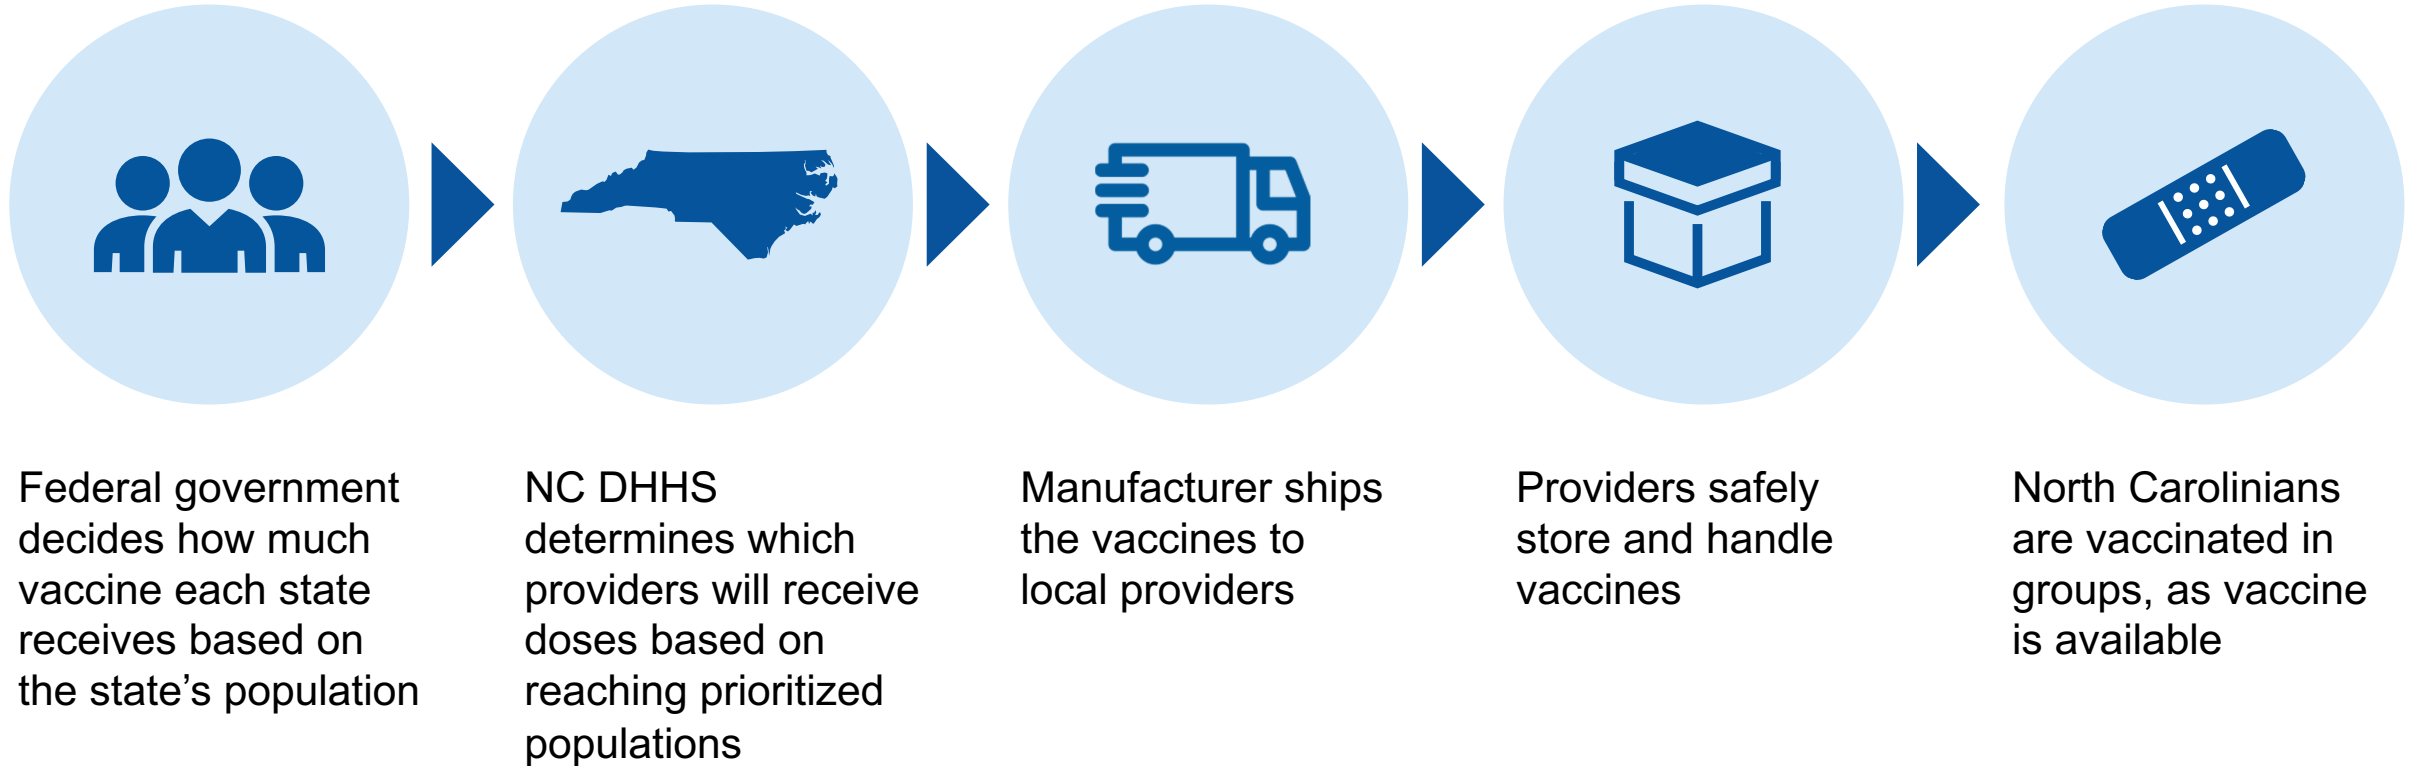 Federal government
decides how much
vaccine each state
receives based on
the state’s population
NC DHHS
determines which
providers will receive
doses based on
reaching prioritized
populations
Manufacturer ships
the vaccines to
local providers
Providers safely
store and handle
vaccines
North Carolinians
are vaccinated in
groups, as vaccine
is available